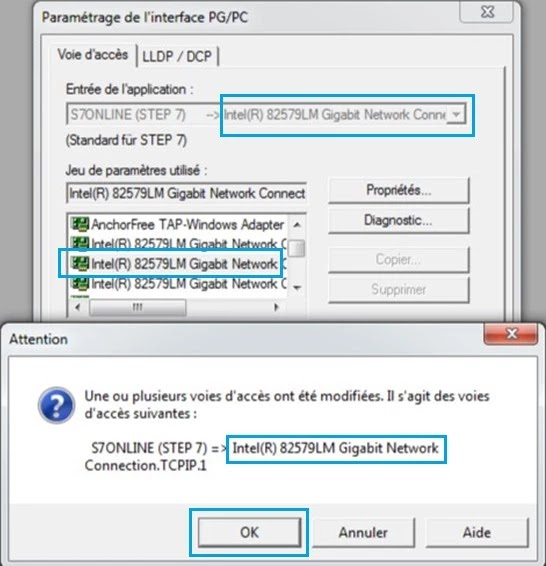 Paramétrage de l'interface PG/PC
Voie d'accès
LLDP / DCP
Entrée de l'application :
S7ONLINE (STEP 7) --> Intel(R) 82579LM Gigabit Network Conne
(Standard für STEP 7)
Jeu de paramètres utilisé :
Intel(R) 82579LM Gigabit Network Connect
Propriétés...
AnchorFree TAP-Windows Adapter
Diagnostic...
Intel(R) 82579LM Gigabit Network C
Intel(R) 82579LM Gigabit Network C
Copier...
Intel(R) 82579LM Gigabit Network C
Supprimer
Attention
Une ou plusieurs voies d'accès ont été modifiées. Il s'agit des voies
d'accès suivantes :
S7ONLINE (STEP 7) => Intel(R) 82579LM Gigabit Network
Connection.TCPIP.1
OK
Annuler
Aide